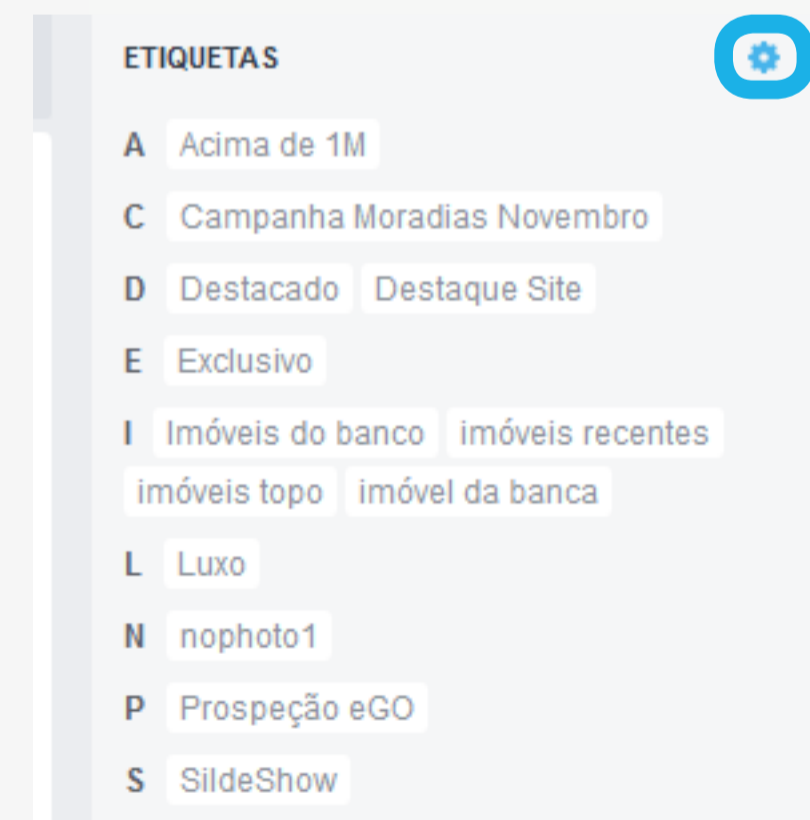 ETIQUETAS
A Acima de 1M
C Campanha Moradias Novembro
D Destacado Destaque Site
E Exclusivo
I Imóveis do banco imóveis recentes
imóveis topo imóvel da banca
L Luxo
N nophoto1
P Prospeção eGO
S SildeShow